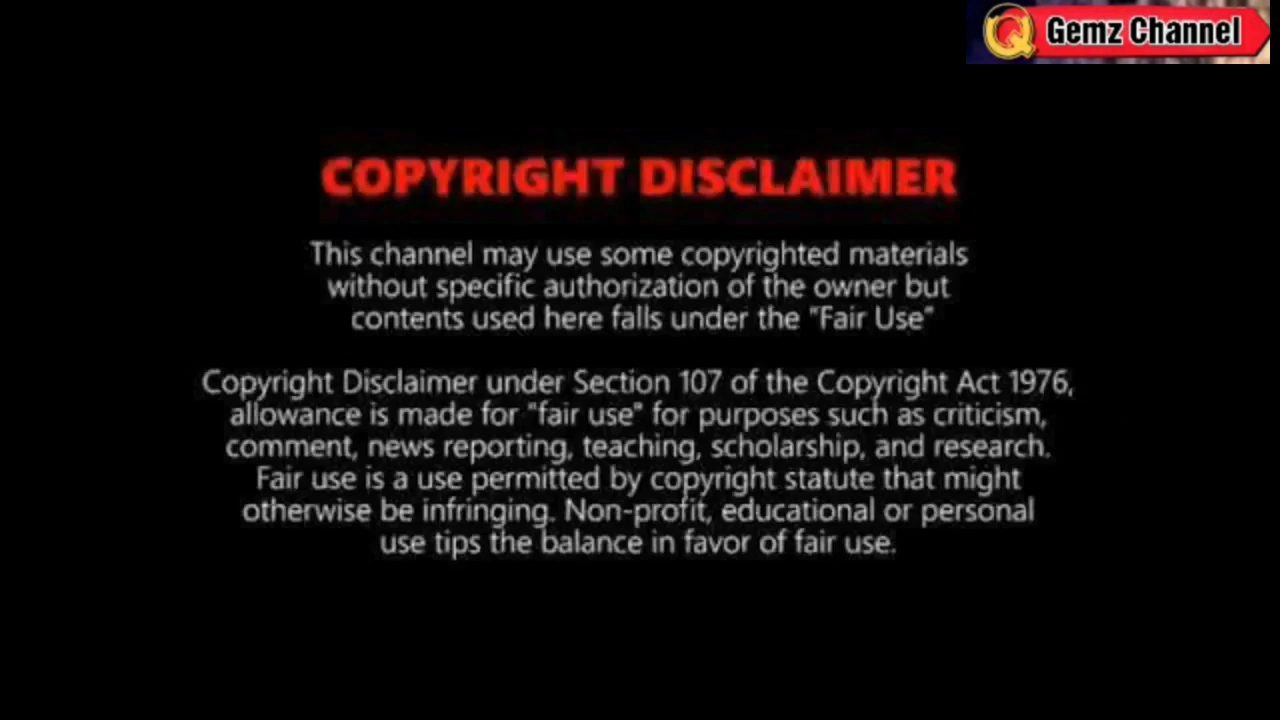 Gemz Channel
COPYRIGHT DISCLAIMER
This channel may use some copyrighted materials
without specific authorization of the owner but
contents used here falls under the "Fair Use"
Copyright Disclaimer under Section 107 of the Copyright Act 1976,
allowance is made for "fair use" for purposes such as criticism,
comment, news reporting, teaching, scholarship, and research.
Fair use is a use permitted by copyright statute that might
otherwise be infringing. Non-profit, educational or personal
use tips the balance in favor of fair use.